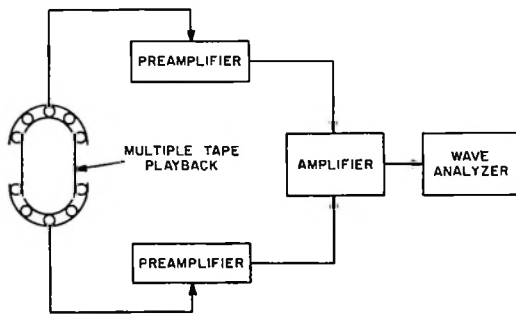 PREAMPLIFIER
MULTIPLE TAPE
PLAYBACK
AMPLIFIER
WAVE
ANALYZER
PREAMPLIFIER